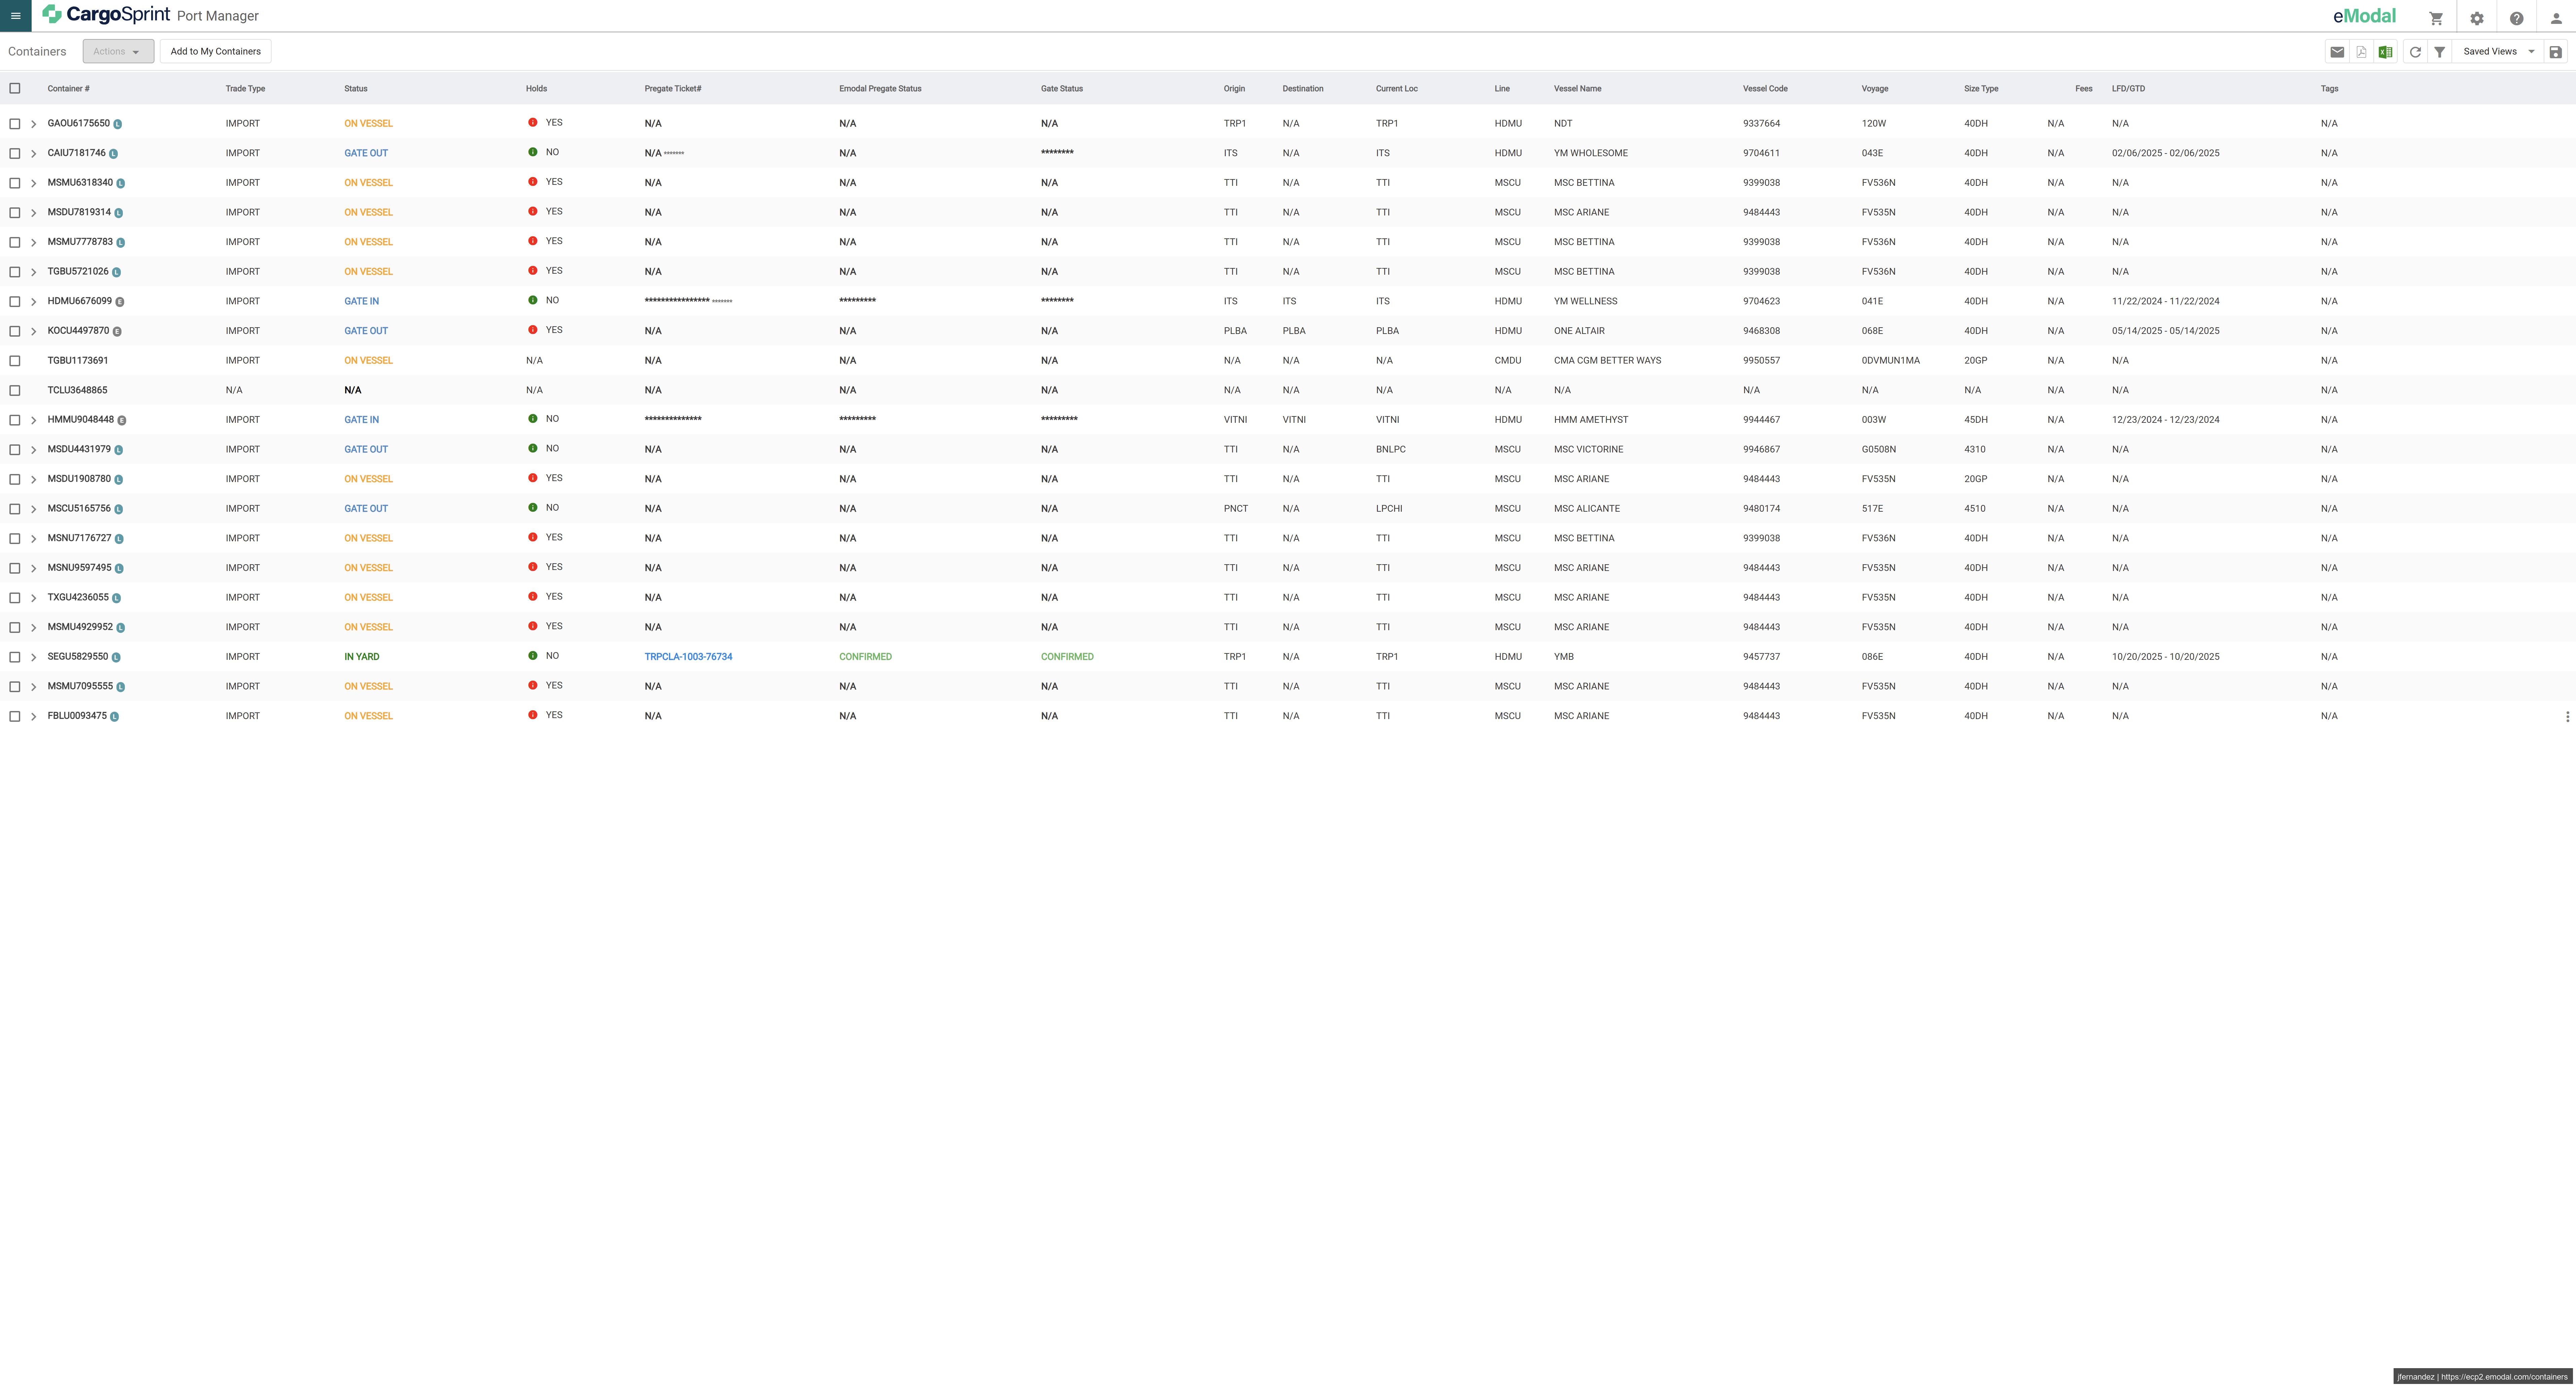 CargoSprint Port Manager eModal
Containers Actions Add to My Containers Saved Views
Container # Trade Type Status Holds Pregate Ticket# Emodal Pregate Status Gate Status Origin Destination Current Loc Line Vessel Name Vessel Code Voyage Size Type Fees LFD/GTD Tags
GAOU6175650 L IMPORT ON VESSEL YES N/A N/A N/A TRP1 N/A TRP1 HDMU NDT 9337664 120W 40DH N/A N/A N/A
CAIU7181746 L IMPORT GATE OUT NO N/A ******* N/A ******** ITS N/A ITS HDMU YM WHOLESOME 9704611 043E 40DH N/A 02/06/2025 - 02/06/2025 N/A
MSMU6318340 L IMPORT ON VESSEL YES N/A N/A N/A TTI N/A TTI MSCU MSC BETTINA 9399038 FV536N 40DH N/A N/A N/A
MSDU7819314 L IMPORT ON VESSEL YES N/A N/A N/A TTI N/A TTI MSCU MSC ARIANE 9484443 FV535N 40DH N/A N/A N/A
MSMU7778783 L IMPORT ON VESSEL YES N/A N/A N/A TTI N/A TTI MSCU MSC BETTINA 9399038 FV536N 40DH N/A N/A N/A
TGBU5721026 L IMPORT ON VESSEL YES N/A N/A N/A TTI N/A TTI MSCU MSC BETTINA 9399038 FV536N 40DH N/A N/A N/A
HDMU6676099 E IMPORT GATE IN NO **************** ******* ********* ******** ITS ITS ITS HDMU YM WELLNESS 9704623 041E 40DH N/A 11/22/2024 - 11/22/2024 N/A
KOCU4497870 E IMPORT GATE OUT YES N/A N/A N/A PLBA PLBA PLBA HDMU ONE ALTAIR 9468308 068E 40DH N/A 05/14/2025 - 05/14/2025 N/A
TGBU1173691 IMPORT ON VESSEL N/A N/A N/A N/A N/A N/A N/A CMDU CMA CGM BETTER WAYS 9950557 0DVMUN1MA 20GP N/A N/A N/A
TCLU3648865 N/A N/A N/A N/A N/A N/A N/A N/A N/A N/A N/A N/A N/A N/A N/A N/A N/A
HMMU9048448 E IMPORT GATE IN NO ************** ********* ********* VITNI VITNI VITNI HDMU HMM AMETHYST 9944467 003W 45DH N/A 12/23/2024 - 12/23/2024 N/A
MSDU4431979 L IMPORT GATE OUT NO N/A N/A N/A TTI N/A BNLPC MSCU MSC VICTORINE 9946867 G0508N 4310 N/A N/A N/A
MSDU1908780 L IMPORT ON VESSEL YES N/A N/A N/A TTI N/A TTI MSCU MSC ARIANE 9484443 FV535N 20GP N/A N/A N/A
MSCU5165756 L IMPORT GATE OUT NO N/A N/A N/A PNCT N/A LPCHI MSCU MSC ALICANTE 9480174 517E 4510 N/A N/A N/A
MSNU7176727 L IMPORT ON VESSEL YES N/A N/A N/A TTI N/A TTI MSCU MSC BETTINA 9399038 FV536N 40DH N/A N/A N/A
MSNU9597495 L IMPORT ON VESSEL YES N/A N/A N/A TTI N/A TTI MSCU MSC ARIANE 9484443 FV535N 40DH N/A N/A N/A
TXGU4236055 L IMPORT ON VESSEL YES N/A N/A N/A TTI N/A TTI MSCU MSC ARIANE 9484443 FV535N 40DH N/A N/A N/A
MSMU4929952 L IMPORT ON VESSEL YES N/A N/A N/A TTI N/A TTI MSCU MSC ARIANE 9484443 FV535N 40DH N/A N/A N/A
SEGU5829550 L IMPORT IN YARD NO TRPCLA-1003-76734 CONFIRMED CONFIRMED TRP1 N/A TRP1 HDMU YMB 9457737 086E 40DH N/A 10/20/2025 - 10/20/2025 N/A
MSMU7095555 L IMPORT ON VESSEL YES N/A N/A N/A TTI N/A TTI MSCU MSC ARIANE 9484443 FV535N 40DH N/A N/A N/A
FBLU0093475 L IMPORT ON VESSEL YES N/A N/A N/A TTI N/A TTI MSCU MSC ARIANE 9484443 FV535N 40DH N/A N/A N/A
jfernandez | https://ecp2.emodal.com/containers